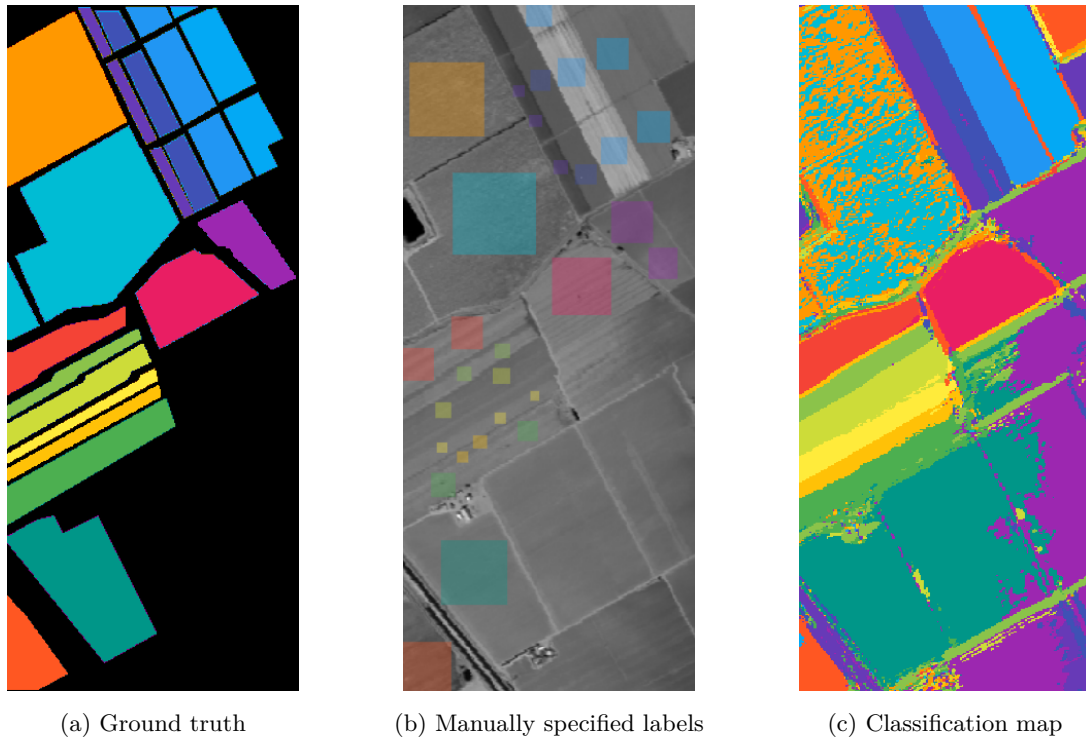 (a) Ground truth
(b) Manually specified labels
(c) Classification map